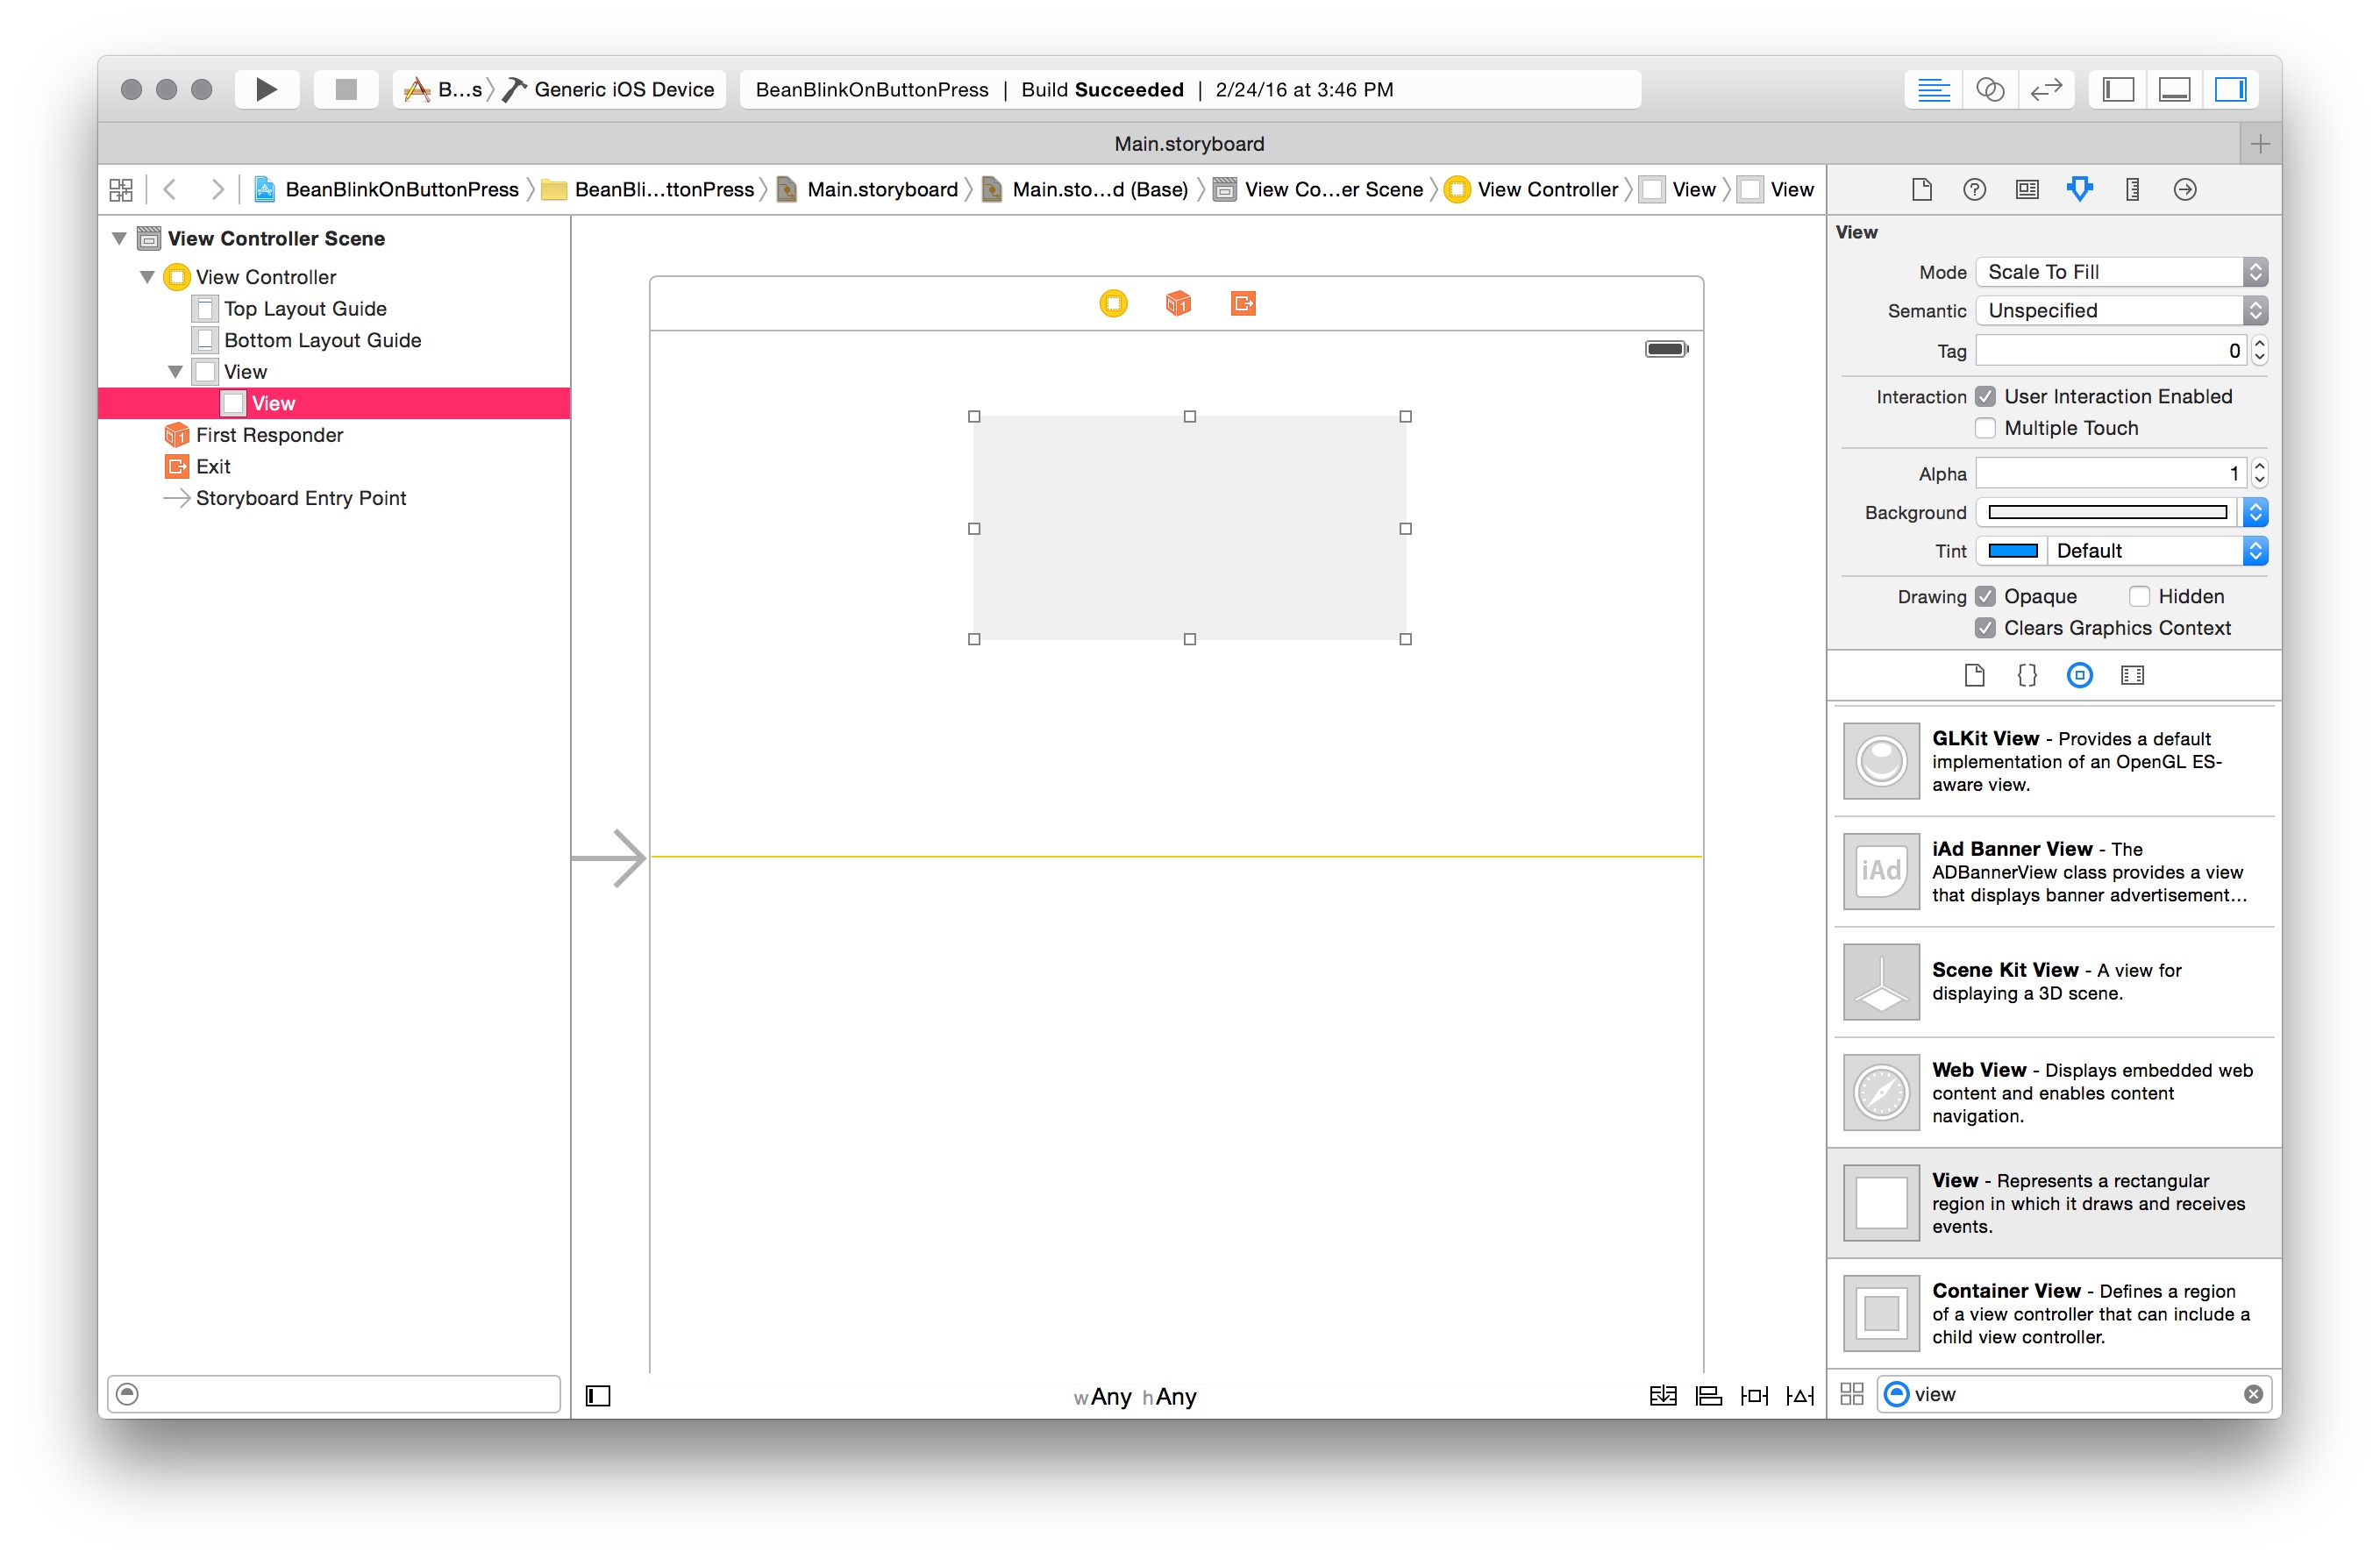 B...s Generic iOS Device
BeanBlinkOnButtonPress | Build Succeeded | 2/24/16 at 3:46 PM
Main.storyboard
BeanBlinkOnButtonPress BeanBli...ttonPress Main.storyboard Main.sto...d (Base) View Co...er Scene View Controller View View
View Controller Scene
View Controller
Top Layout Guide
Bottom Layout Guide
View
View
First Responder
1
Exit
Storyboard Entry Point
1
wAny hAny
View
Mode Scale To Fill
Semantic Unspecified
Tag 0
Interaction User Interaction Enabled
Multiple Touch
Alpha 1
Background
Tint Default
Drawing Opaque Hidden
Clears Graphics Context
{}
GLKit View - Provides a default
implementation of an OpenGL ES-
aware view.
iAd
iAd Banner View - The
ADBannerView class provides a view
that displays banner advertisement...
Scene Kit View - A view for
displaying a 3D scene.
Web View - Displays embedded web
content and enables content
navigation.
View - Represents a rectangular
region in which it draws and receives
events.
Container View - Defines a region
of a view controller that can include a
child view controller.
view